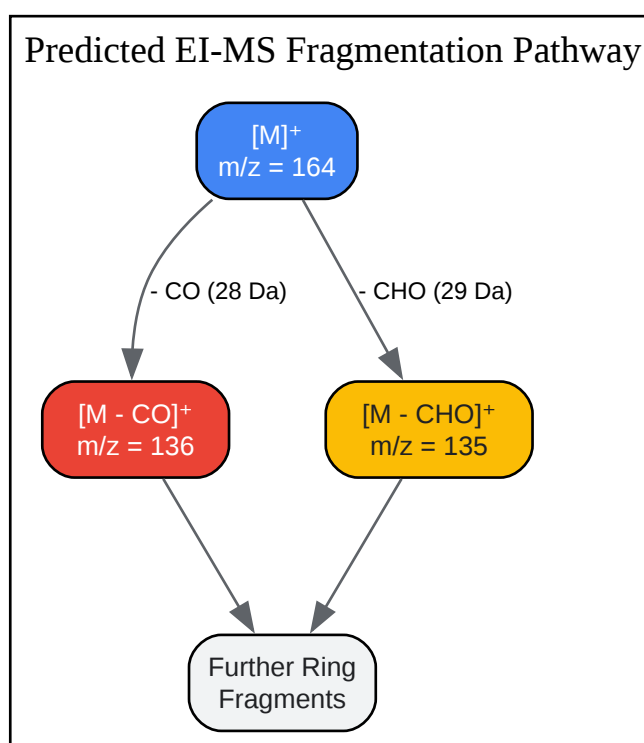 Predicted EI-MS Fragmentation Pathway
[M]⁺
m/z = 164
- CO (28 Da)
- CHO (29 Da)
[M - CO]⁺
m/z = 136
[M - CHO]⁺
m/z = 135
Further Ring
Fragments